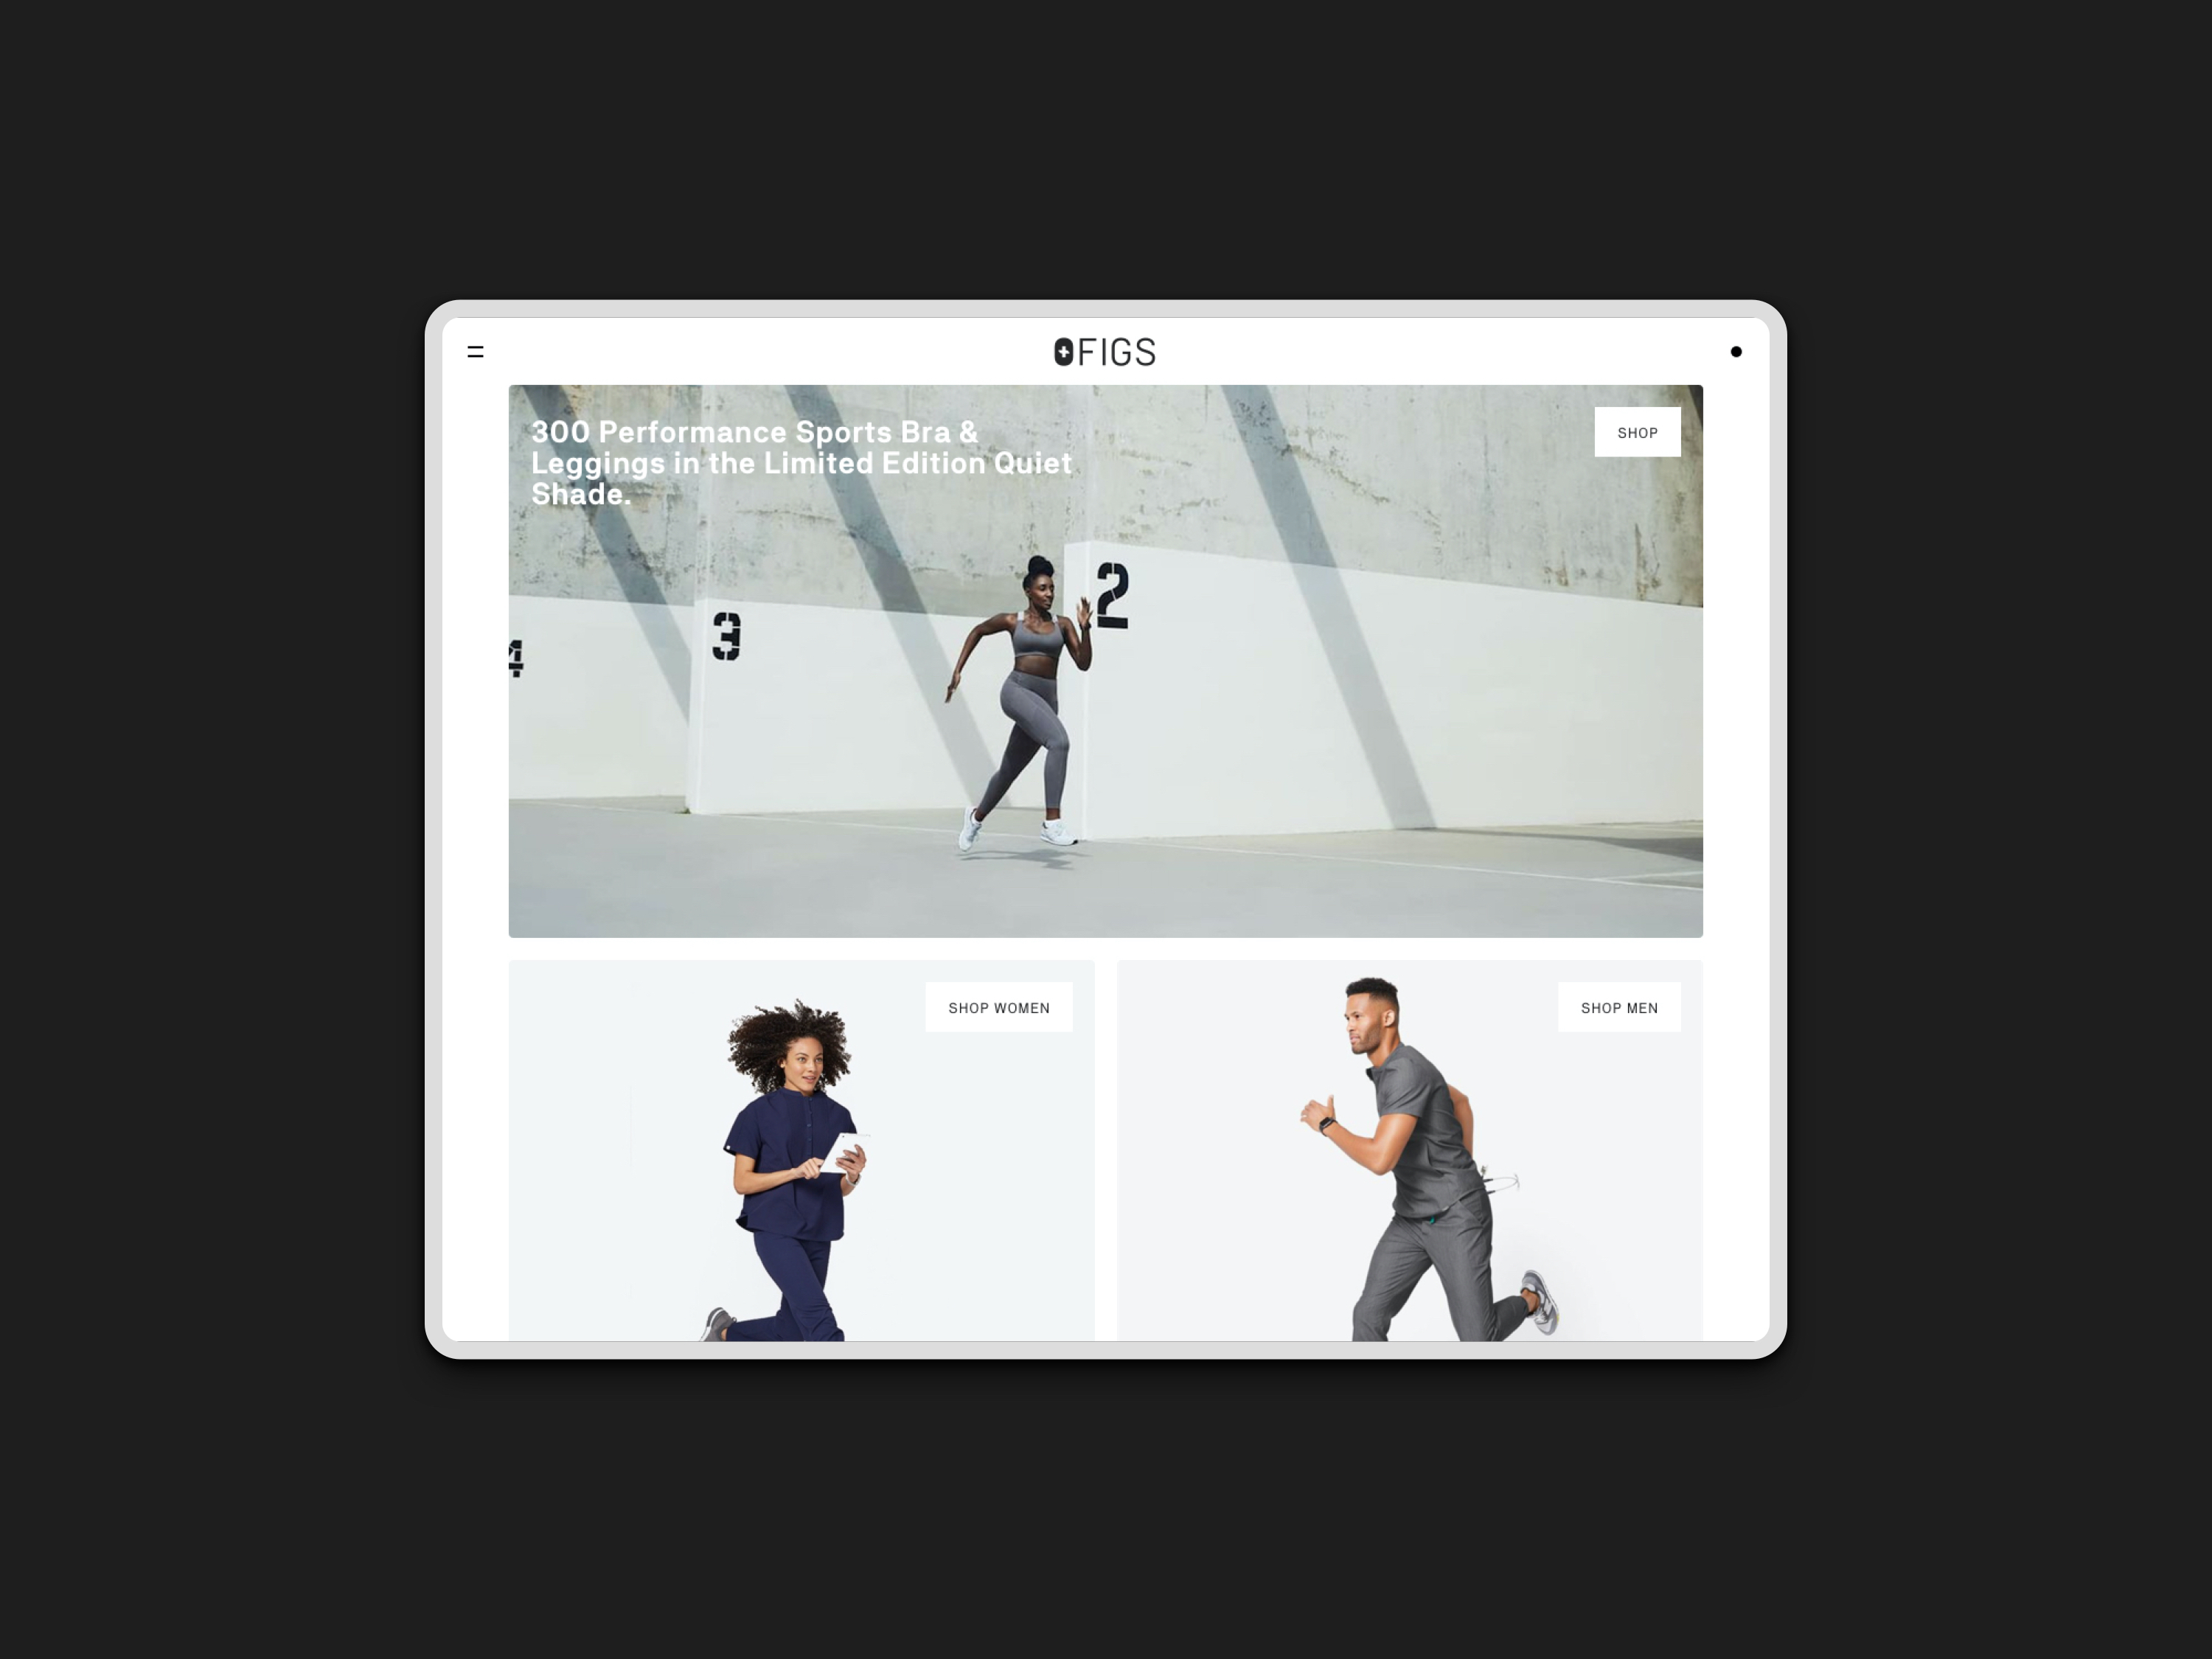 FIGS
300 Performance Sports Bra &
Leggings in the Limited Edition Quiet
Shade.
SHOP
2
3
4
SHOP WOMEN
SHOP MEN